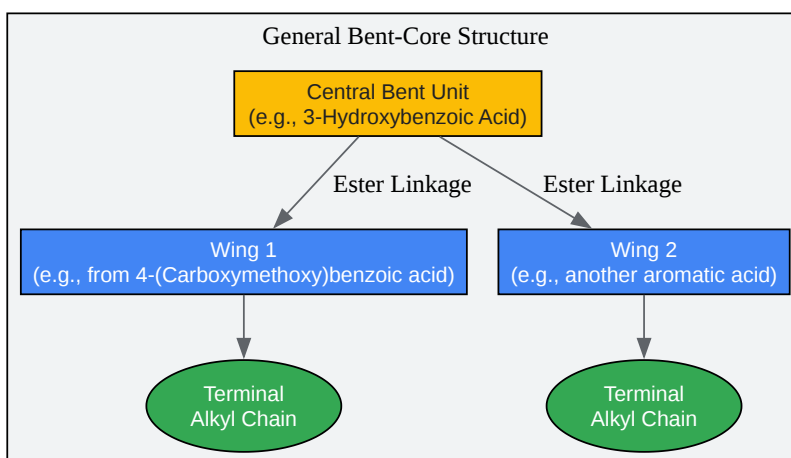 General Bent-Core Structure
Central Bent Unit
(e.g., 3-Hydroxybenzoic Acid)
Ester Linkage
Ester Linkage
Wing 1
(e.g., from 4-(Carboxymethoxy)benzoic acid)
Wing 2
(e.g., another aromatic acid)
Terminal
Alkyl Chain
Terminal
Alkyl Chain